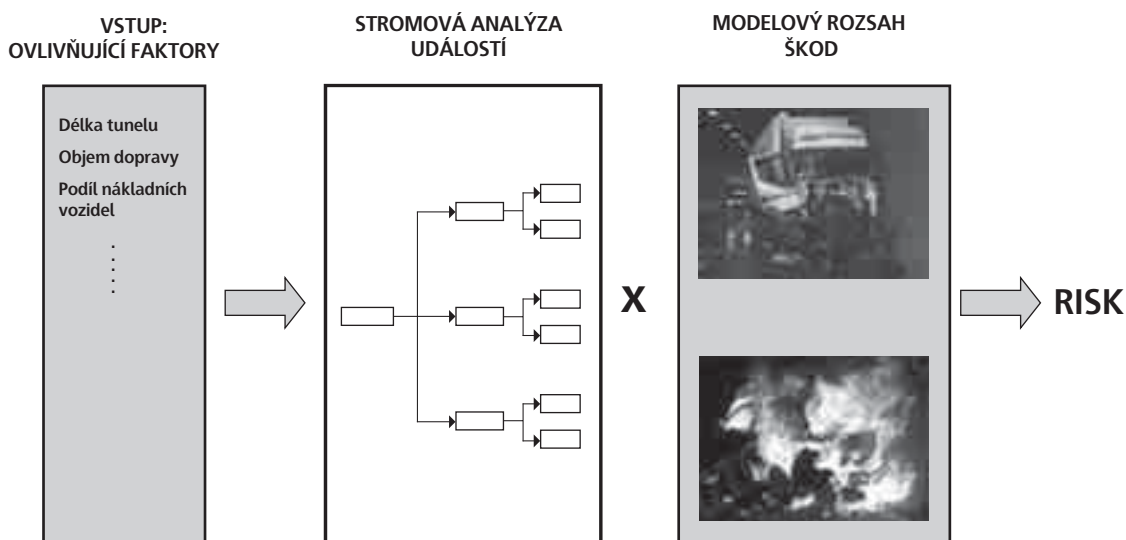 VSTUP:
OVLIVŇUJÍCÍ FAKTORY
Délka tunelu
Objem dopravy
Podíl nákladních
vozidel
STROMOVÁ ANALÝZA
UDÁLOSTÍ
X
MODELOVÝ ROZSAH
ŠKOD
RISK